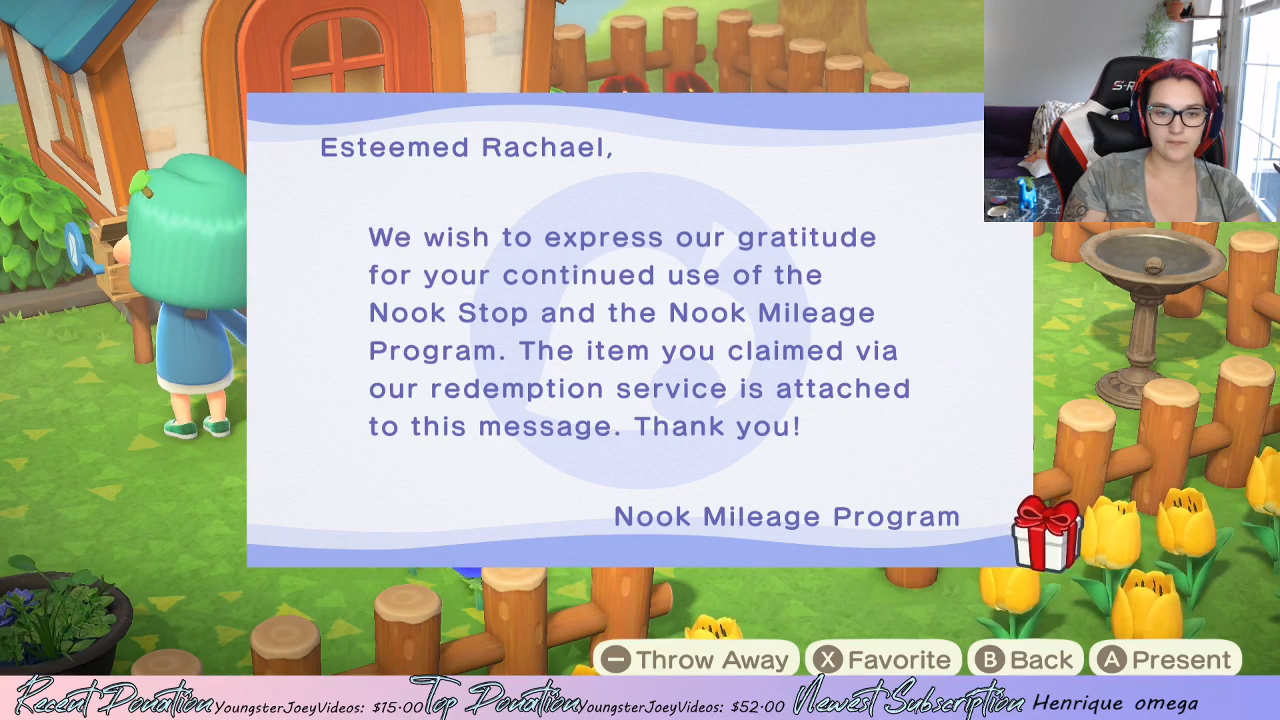 Esteemed Rachael,
We wish to express our gratitude
for your continued use of the
Nook Stop and the Nook Mileage
Program. The item you claimed via
our redemption service is attached
to this message. Thank you!
Nook Mileage Program
Throw Away X Favorite B Back A Present
Recent Donation YoungsterJoeyVideos: $15.00 Top Donation YoungsterJoeyVideos: $52.00 Newest Subscription Henrique omega